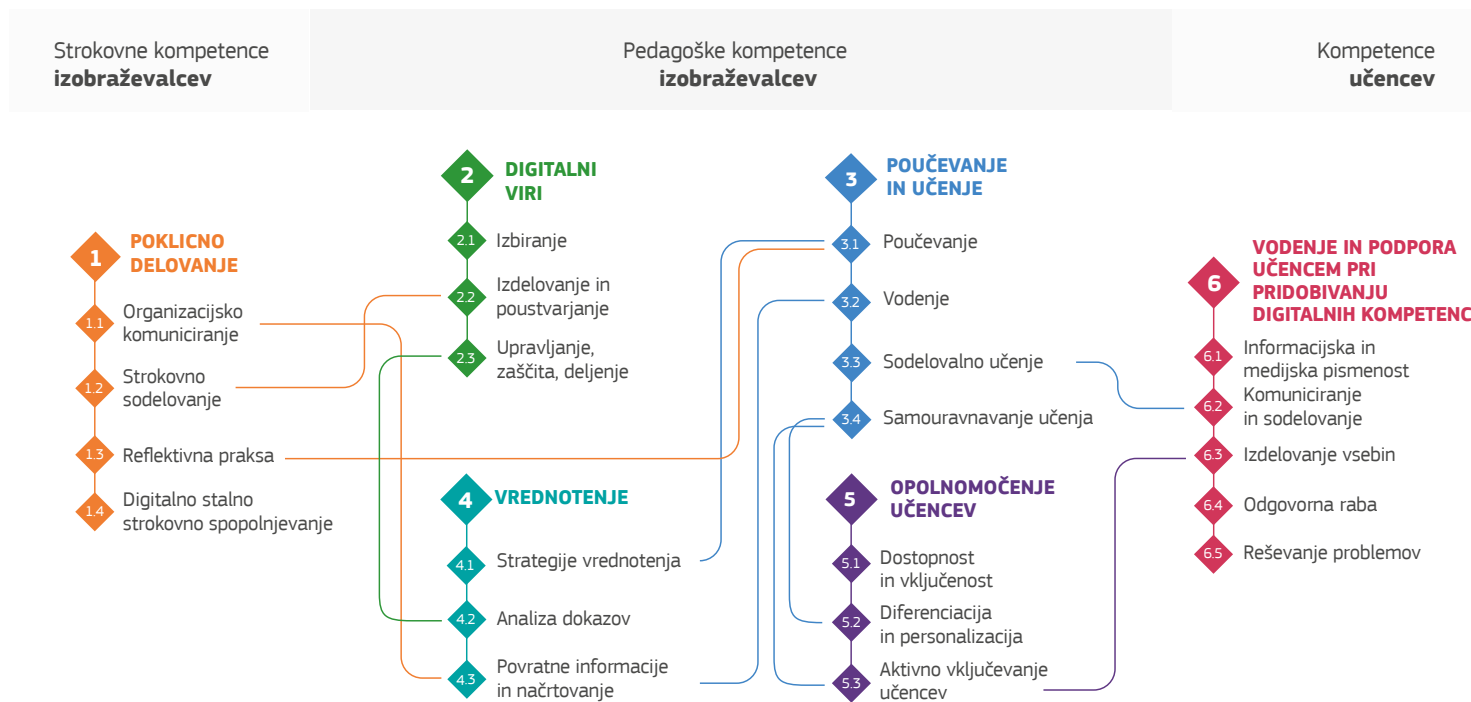 Strokovne kompetence
izobraževalcev
Pedagoške kompetence
izobraževalcev
Kompetence
učencev
1
POKLICNO
DELOVANJE
1.1
Organizacijsko
komuniciranje
1.2
Strokovno
sodelovanje
1.3
Reflektivna praksa
1.4
Digitalno stalno
strokovno spopolnjevanje
2
DIGITALNI
VIRI
2.1
Izbiranje
2.2
Izdelovanje in
poustvarjanje
2.3
Upravljanje,
zaščita, deljenje
3
POUČEVANJE
IN UČENJE
3.1
Poučevanje
3.2
Vodenje
3.3
Sodelovalno učenje
3.4
Samouravnavanje učenja
4
VREDNOTENJE
4.1
Strategije vrednotenja
4.2
Analiza dokazov
4.3
Povratne informacije
in načrtovanje
5
OPOLNOMOČENJE
UČENCEV
5.1
Dostopnost
in vključenost
5.2
Diferenciacija
in personalizacija
5.3
Aktivno vključevanje
učencev
6
VODENJE IN PODPORA
UČENCEM PRI
PRIDOBIVANJU
DIGITALNIH KOMPETENC
6.1
Informacijska in
medijska pismenost
6.2
Komuniciranje
in sodelovanje
6.3
Izdelovanje vsebin
6.4
Odgovorna raba
6.5
Reševanje problemov